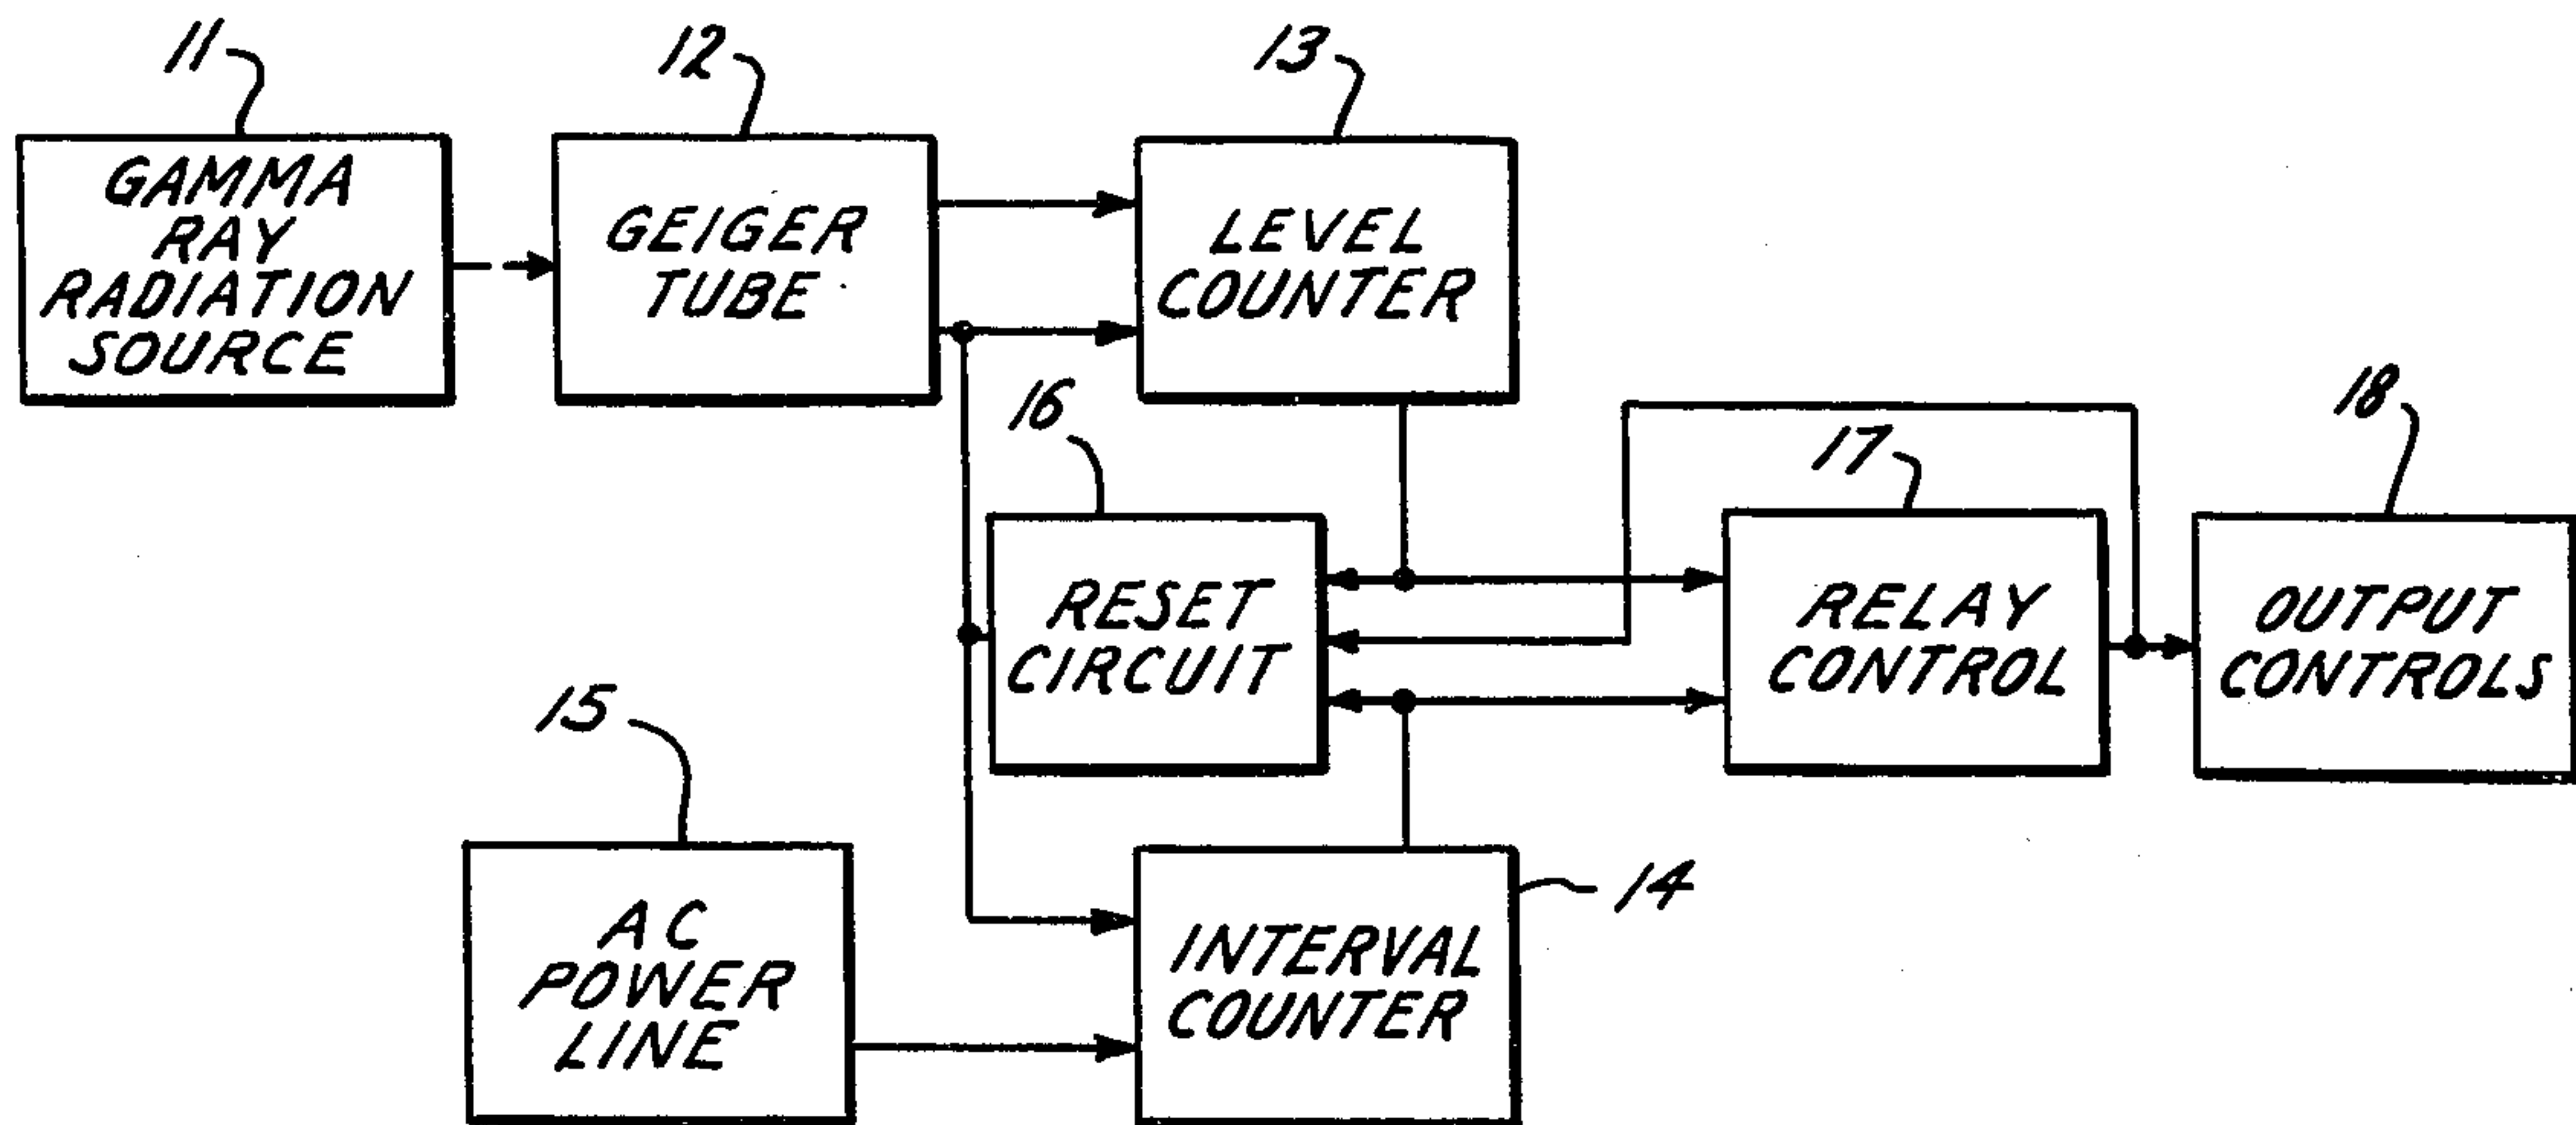 11
12
13
GAMMA
RAY
RADIATION
SOURCE
GEIGER
TUBE
LEVEL
COUNTER
16
17
18
RESET
CIRCUIT
RELAY
CONTROL
OUTPUT
CONTROLS
15
14
AC
POWER
LINE
INTERVAL
COUNTER